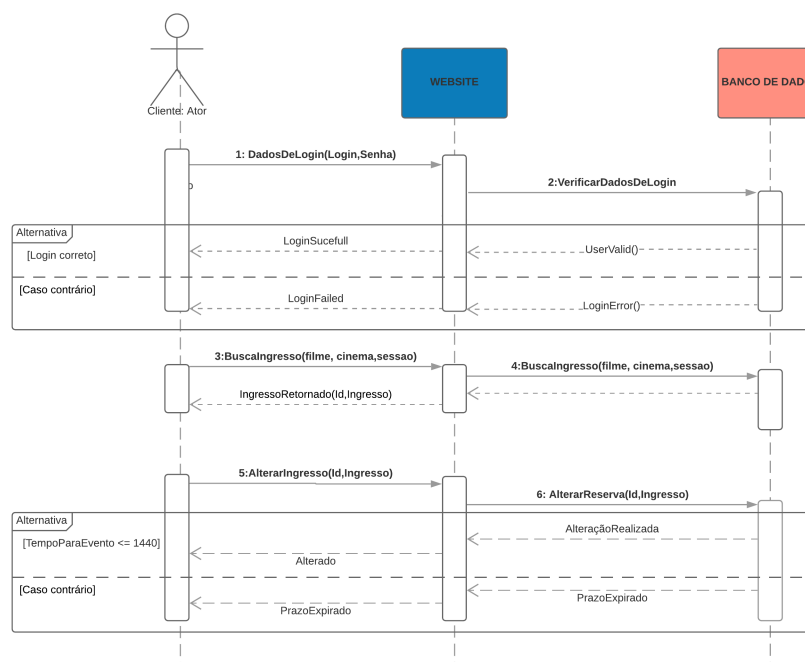 Cliente: Ator
WEBSITE
BANCO DE DAD
1: DadosDeLogin(Login,Senha)
2:VerificarDadosDeLogin
Alternativa
[Login correto]
LoginSucefull
UserValid()
[Caso contrário]
LoginFailed
LoginError()
3:BuscaIngresso(filme, cinema,sessao)
4:BuscaIngresso(filme, cinema,sessao)
IngressoRetornado(Id,Ingresso)
5:AlterarIngresso(Id,Ingresso)
6: AlterarReserva(Id,Ingresso)
Alternativa
[TempoParaEvento <= 1440]
AlteraçãoRealizada
Alterado
[Caso contrário]
PrazoExpirado
PrazoExpirado